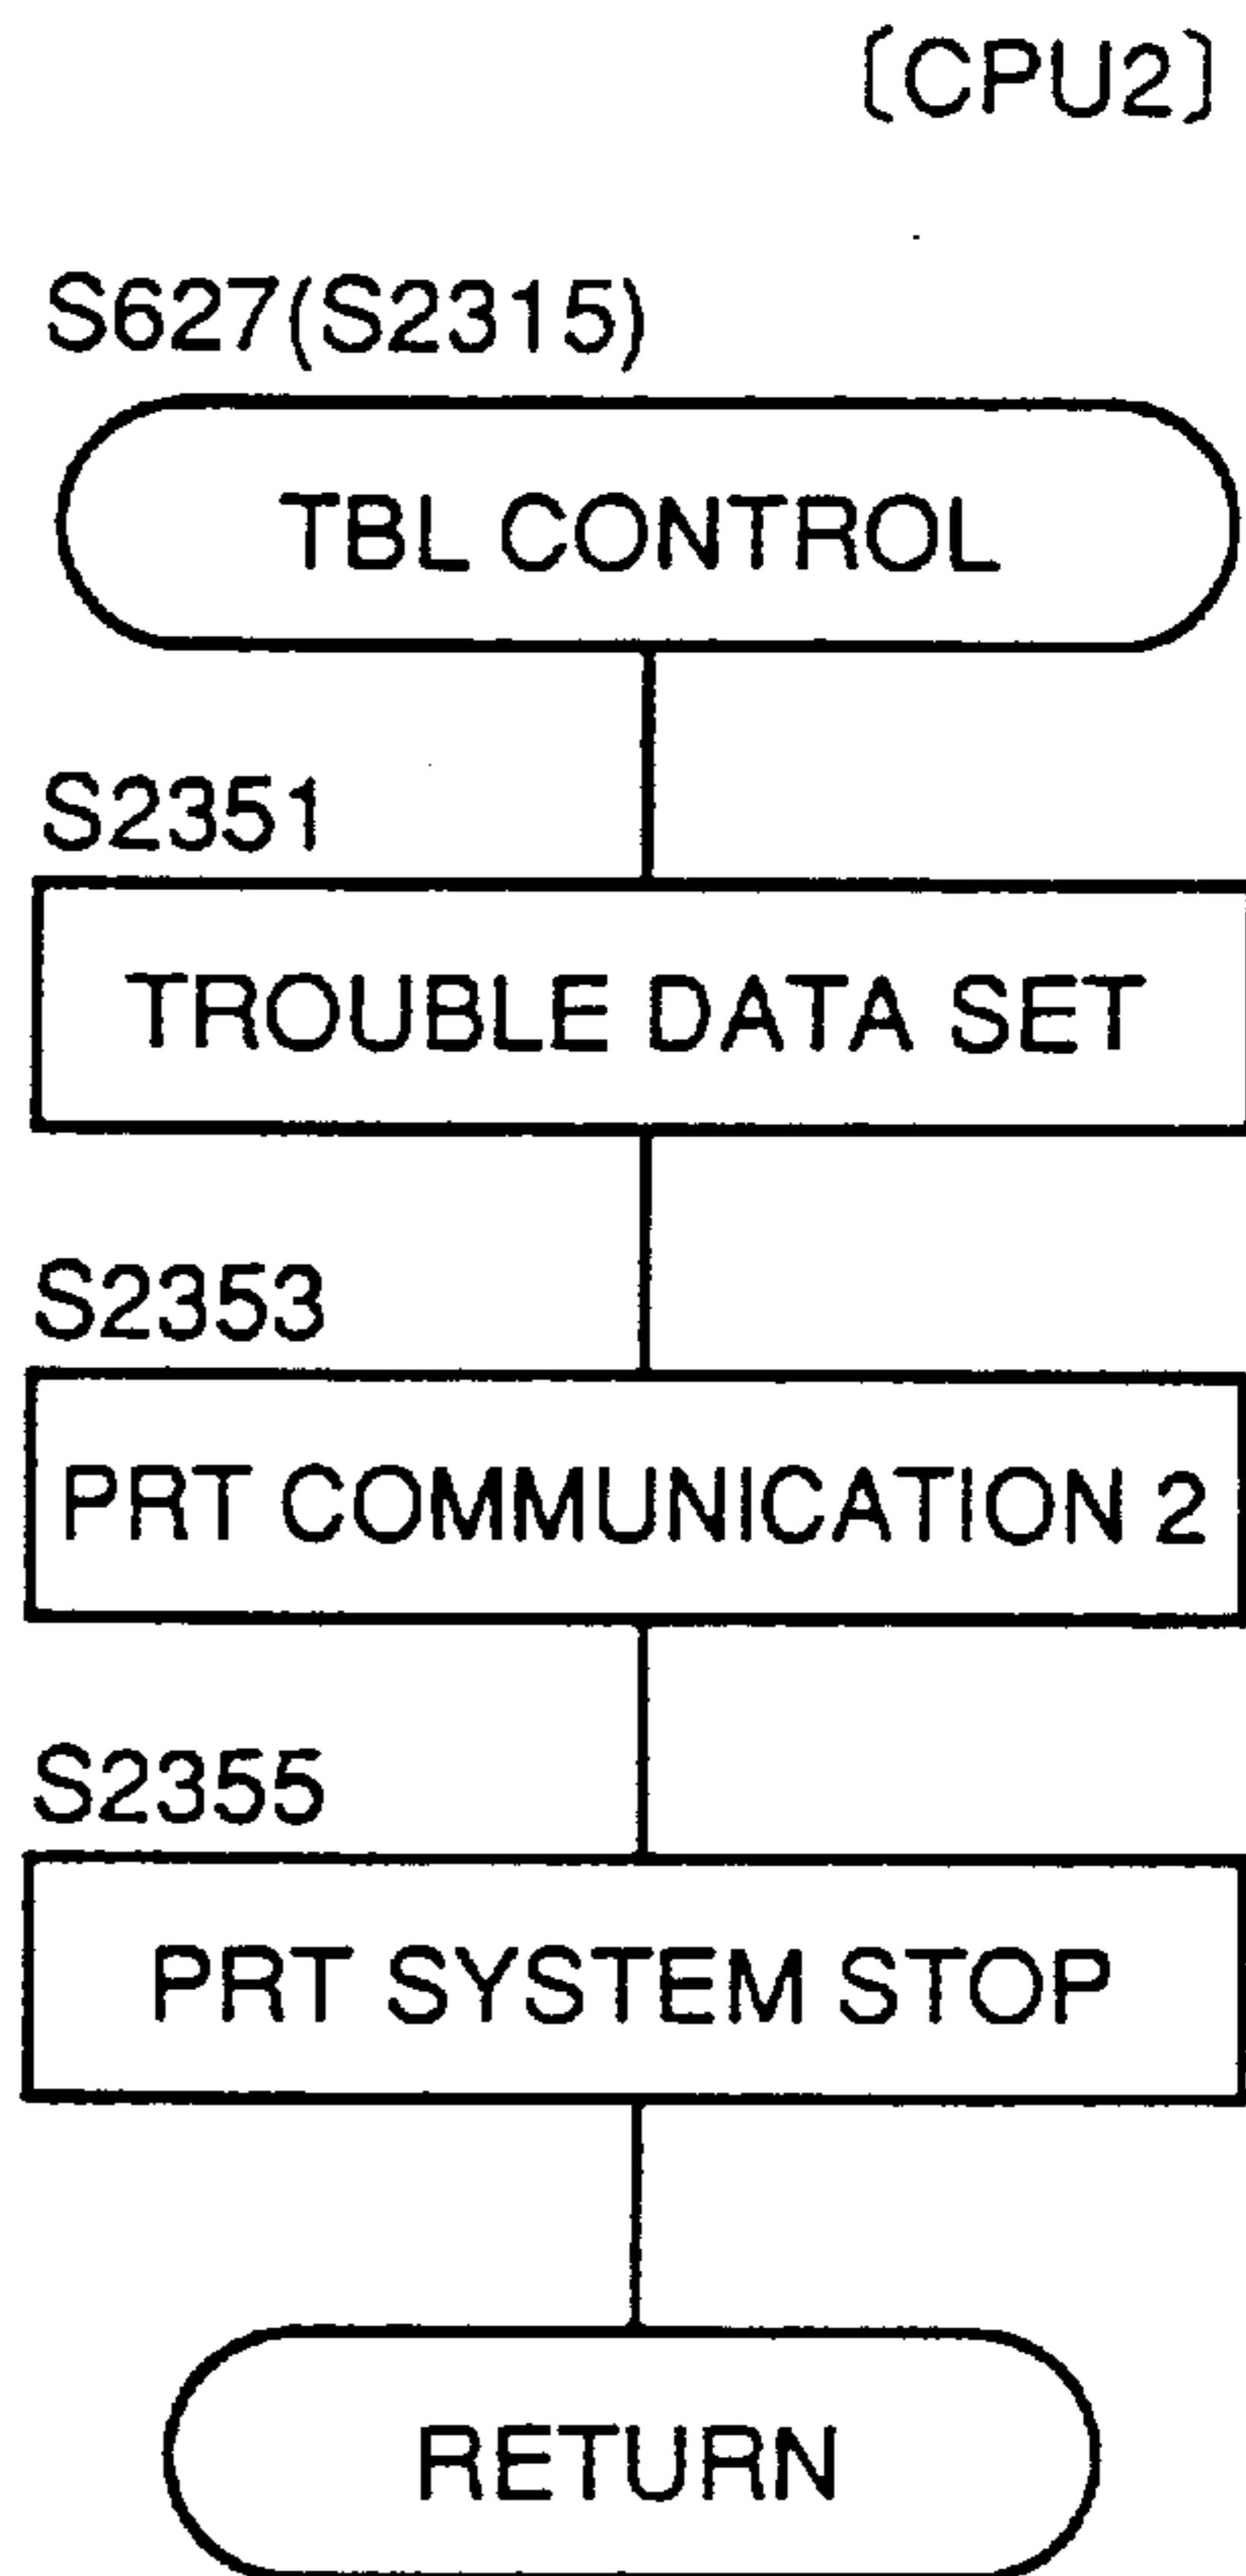 〔CPU2〕
S627(S2315)
TBL CONTROL
S2351
TROUBLE DATA SET
S2353
PRT COMMUNICATION 2
S2355
PRT SYSTEM STOP
RETURN